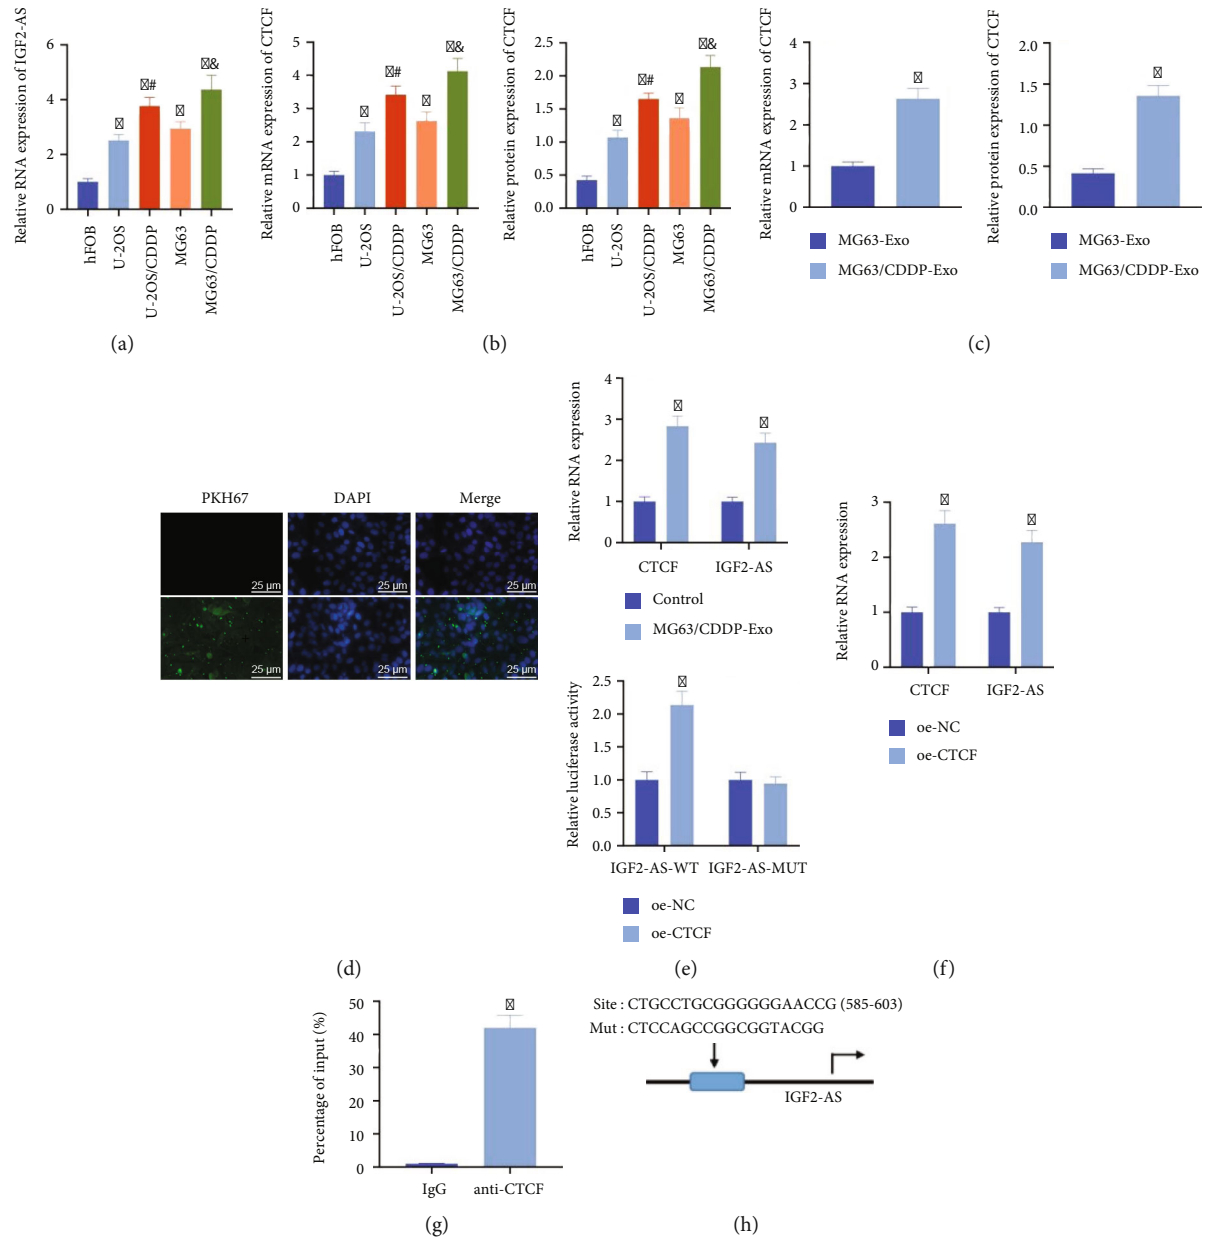 Relative RNA expression of IGF2-AS
6
4
2
0
⍰
⍰#
⍰
⍰&
hFOB
U-2OS
U-2OS/CDDP
MG63
MG63/CDDP
(a)
Relative mRNA expression of CTCF
5
4
3
2
1
0
⍰
⍰#
⍰
⍰&
hFOB
U-2OS
U-2OS/CDDP
MG63
MG63/CDDP
Relative protein expression of CTCF
2.5
2.0
1.5
1.0
0.5
0.0
⍰
⍰#
⍰
⍰&
hFOB
U-2OS
U-2OS/CDDP
MG63
MG63/CDDP
(b)
Relative mRNA expression of CTCF
4
3
2
1
0
⍰
MG63-Exo
MG63/CDDP-Exo
Relative protein expression of CTCF
2.0
1.5
1.0
0.5
0.0
⍰
MG63-Exo
MG63/CDDP-Exo
(c)
PKH67 DAPI Merge
25 μm 25 μm 25 μm
25 μm 25 μm 25 μm
(d)
Relative RNA expression
4
3
2
1
0
⍰
⍰
CTCF IGF2-AS
Control
MG63/CDDP-Exo
Relative luciferase activity
2.5
2.0
1.5
1.0
0.5
0.0
⍰
IGF2-AS-WT IGF2-AS-MUT
oe-NC
oe-CTCF
(e)
Relative RNA expression
3
2
1
0
⍰
⍰
CTCF IGF2-AS
oe-NC
oe-CTCF
(f)
Percentage of input (%)
50
40
30
20
10
0
⍰
IgG anti-CTCF
(g)
Site : CTGCCTGCGGGGGGAACCG (585-603)
Mut : CTCCAGCCGGCGGTACGG
IGF2-AS
(h)